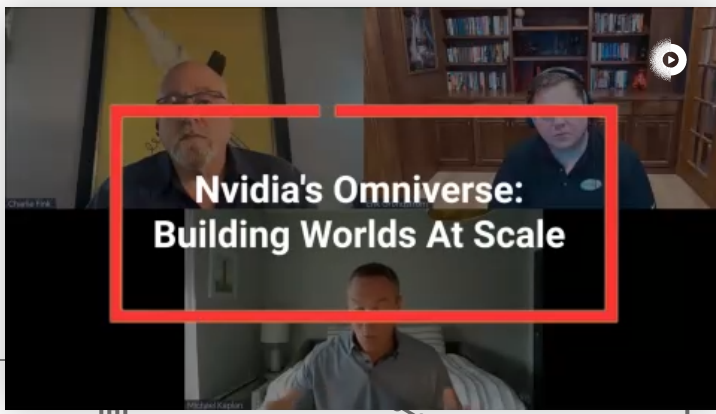 Charlie Fink
Nvidia's Omniverse:
Building Worlds At Scale
Michael Kaplan